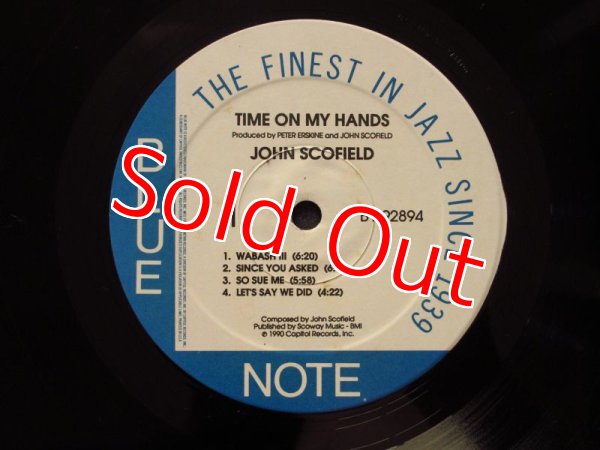 THE FINEST IN JAZZ SINCE 1939
TIME ON MY HANDS
Produced by PETER ERSKINE and JOHN SCOFIELD
JOHN SCOFIELD
BLUE
Sold Out
92894
1. WABASH III (6:20)
2. SINCE YOU ASKED
3. SO SUE ME (5:58)
4. LET'S SAY WE DID (4:22)
Composed by John Scofield
Published by Scoway Music - BMI
℗ 1990 Capitol Records, Inc.
NOTE